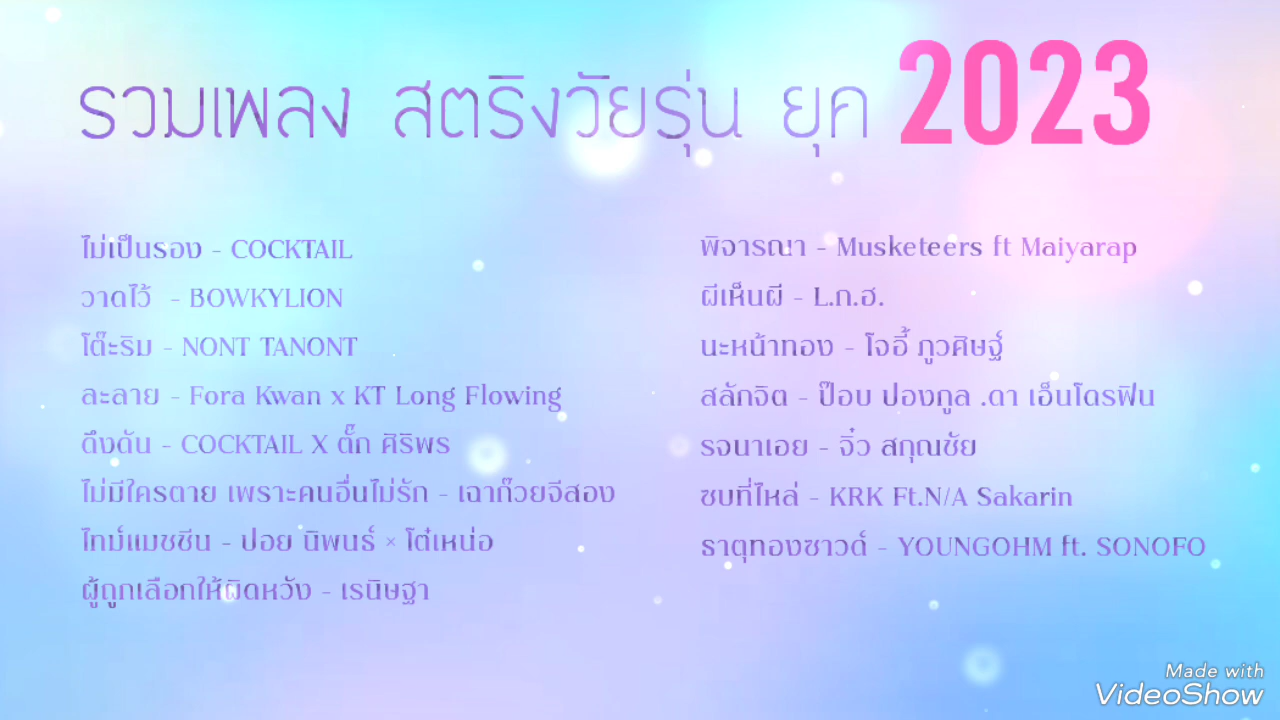 รวมเพลง สตริงวัยรุ่น ยุค 2023
ไม่เป็นรอง - COCKTAIL
วาดไว้ - BOWKYLION
โต๊ะริม - NONT TANONT
ละลาย - Fora Kwan x KT Long Flowing
ดึงดัน - COCKTAIL X ตั๊ก ศิริพร
ไม่มีใครตาย เพราะคนอื่นไม่รัก - เฉาก๊วยจีสอง
ไทม์แมชชีน - ปอย นิพนธ์ × โต๋เหน่อ
ผู้ถูกเลือกให้ผิดหวัง - เรนิษฐา
พิจารณา - Musketeers ft Maiyarap
ผีเห็นผี - L.ก.ฮ.
นะหน้าทอง - โจอี้ ภูวศิษฐ์
สลักจิต - ป๊อบ ปองกูล .ดา เอ็นโดรฟิน
รจนาเอย - จิ๋ว สกุณชัย
ซบที่ไหล่ - KRK Ft.N/A Sakarin
ธาตุทองซาวด์ - YOUNGOHM ft. SONOFO
Made with
VideoShow